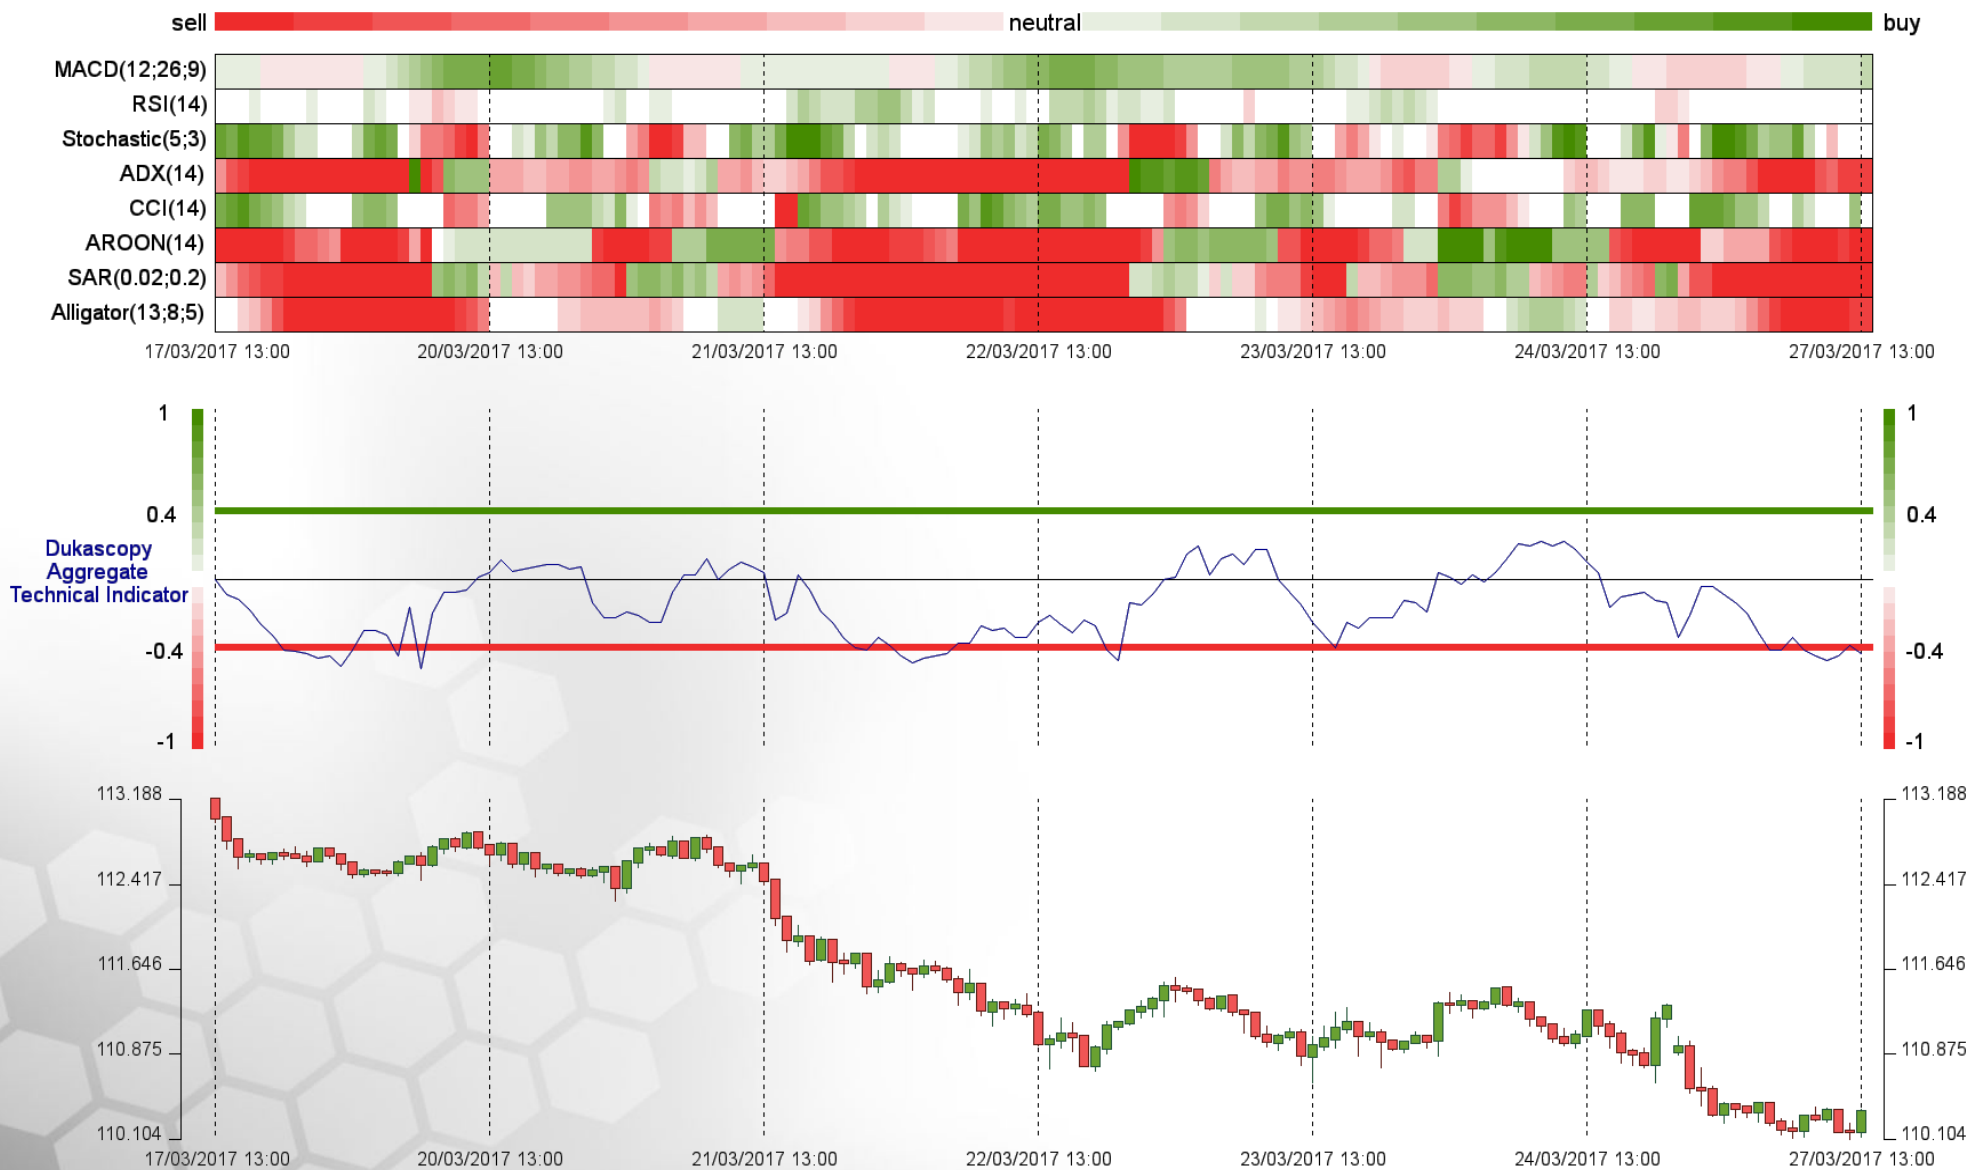 sell neutral buy
MACD(12;26;9)
RSI(14)
Stochastic(5;3)
ADX(14)
CCI(14)
AROON(14)
SAR(0.02;0.2)
Alligator(13;8;5)
17/03/2017 13:00 20/03/2017 13:00 21/03/2017 13:00 22/03/2017 13:00 23/03/2017 13:00 24/03/2017 13:00 27/03/2017 13:00
1 1
0.4 0.4
Dukascopy
Aggregate
Technical Indicator
-0.4 -0.4
-1 -1
113.188 113.188
112.417 112.417
111.646 111.646
110.875 110.875
110.104 110.104
17/03/2017 13:00 20/03/2017 13:00 21/03/2017 13:00 22/03/2017 13:00 23/03/2017 13:00 24/03/2017 13:00 27/03/2017 13:00